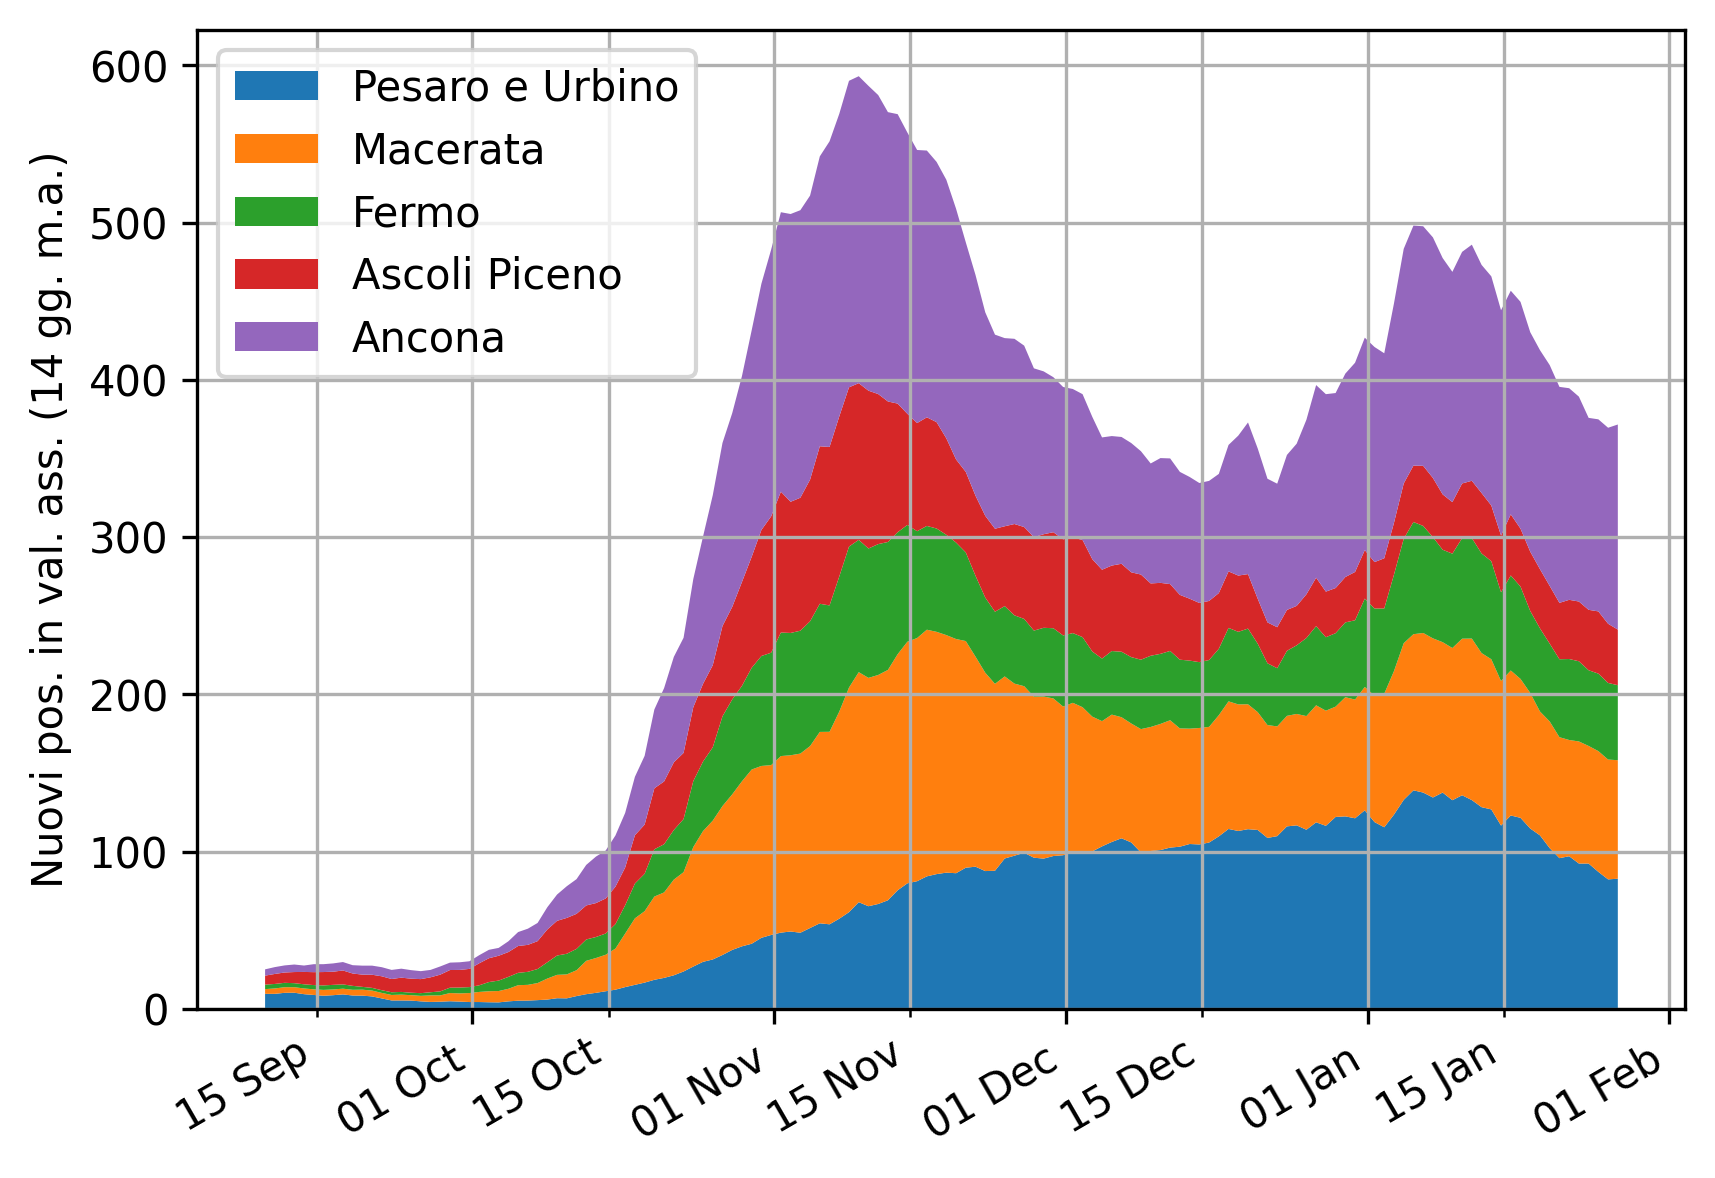 Nuovi pos. in val. ass. (14 gg. m.a.)
600
500
400
300
200
100
0
Pesaro e Urbino
Macerata
Fermo
Ascoli Piceno
Ancona
15 Sep
01 Oct
15 Oct
01 Nov
15 Nov
01 Dec
15 Dec
01 Jan
15 Jan
01 Feb